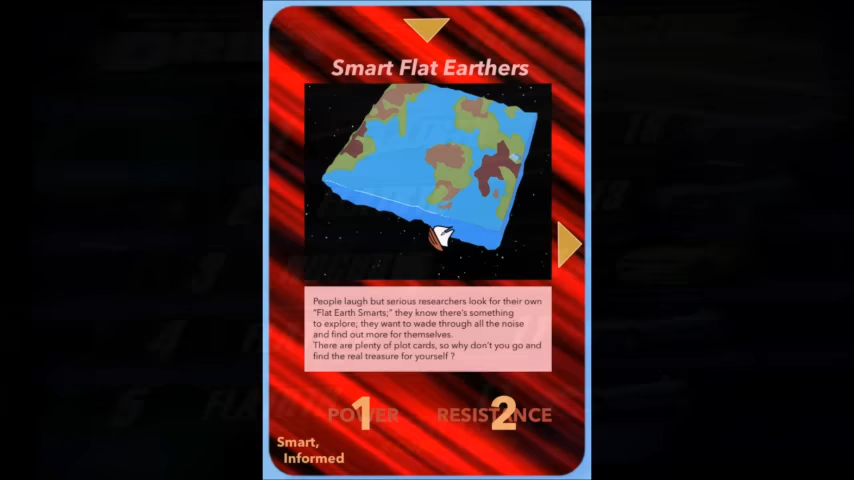 Smart Flat Earthers
People laugh but serious researchers look for their own
"Flat Earth Smarts;" they know there's something
to explore; they want to wade through all the noise
and find out more for themselves.
There are plenty of plot cards, so why don't you go and
find the real treasure for yourself ?
POWER 1 RESISTANCE 2
Smart,
Informed